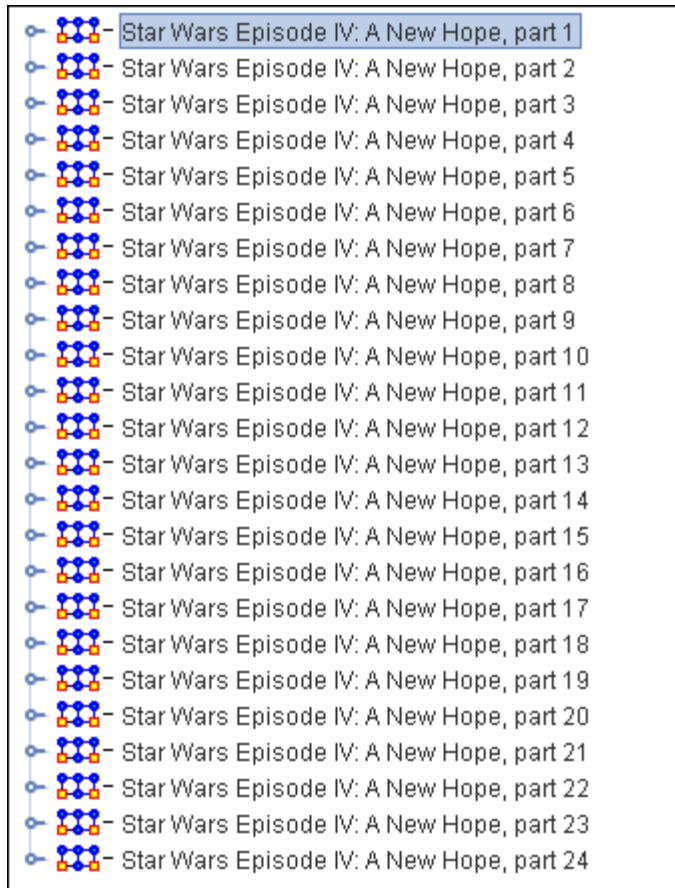 Star Wars Episode IV: A New Hope, part 1
Star Wars Episode IV: A New Hope, part 2
Star Wars Episode IV: A New Hope, part 3
Star Wars Episode IV: A New Hope, part 4
Star Wars Episode IV: A New Hope, part 5
Star Wars Episode IV: A New Hope, part 6
Star Wars Episode IV: A New Hope, part 7
Star Wars Episode IV: A New Hope, part 8
Star Wars Episode IV: A New Hope, part 9
Star Wars Episode IV: A New Hope, part 10
Star Wars Episode IV: A New Hope, part 11
Star Wars Episode IV: A New Hope, part 12
Star Wars Episode IV: A New Hope, part 13
Star Wars Episode IV: A New Hope, part 14
Star Wars Episode IV: A New Hope, part 15
Star Wars Episode IV: A New Hope, part 16
Star Wars Episode IV: A New Hope, part 17
Star Wars Episode IV: A New Hope, part 18
Star Wars Episode IV: A New Hope, part 19
Star Wars Episode IV: A New Hope, part 20
Star Wars Episode IV: A New Hope, part 21
Star Wars Episode IV: A New Hope, part 22
Star Wars Episode IV: A New Hope, part 23
Star Wars Episode IV: A New Hope, part 24